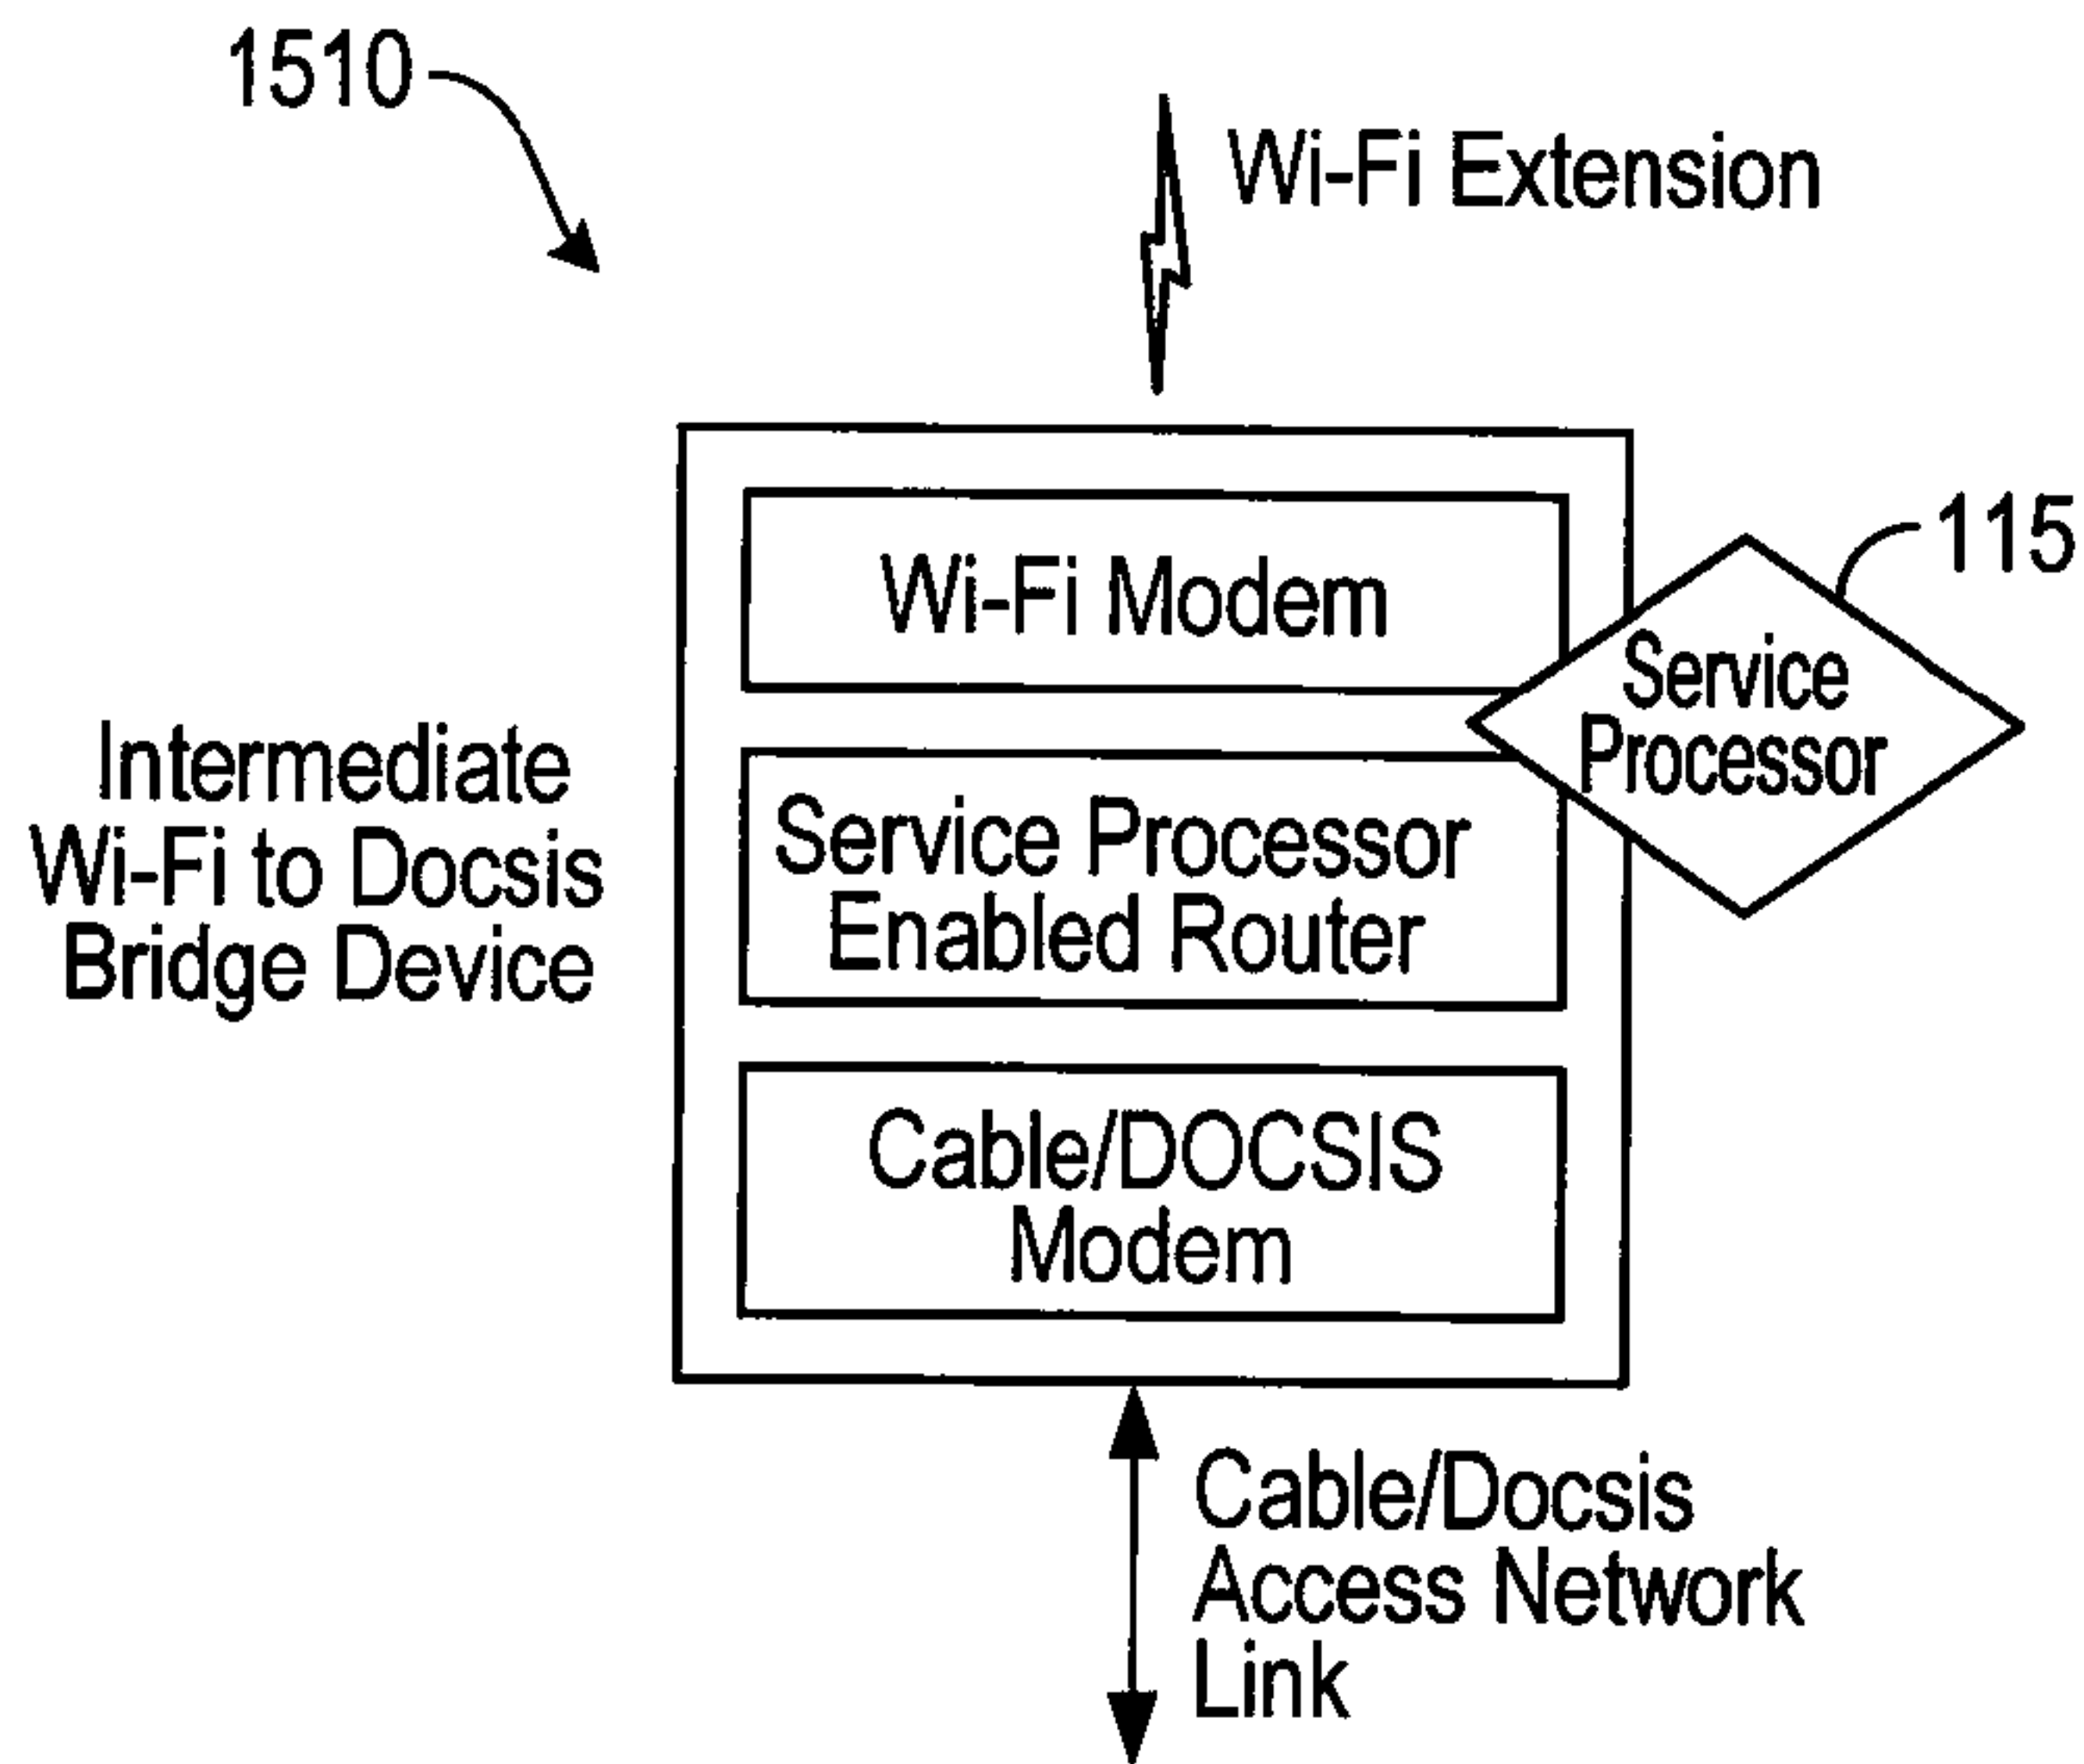 1510
Wi-Fi Extension
Wi-Fi Modem
115
Service
Processor
Intermediate
Wi-Fi to Docsis
Bridge Device
Service Processor
Enabled Router
Cable/DOCSIS
Modem
Cable/Docsis
Access Network
Link